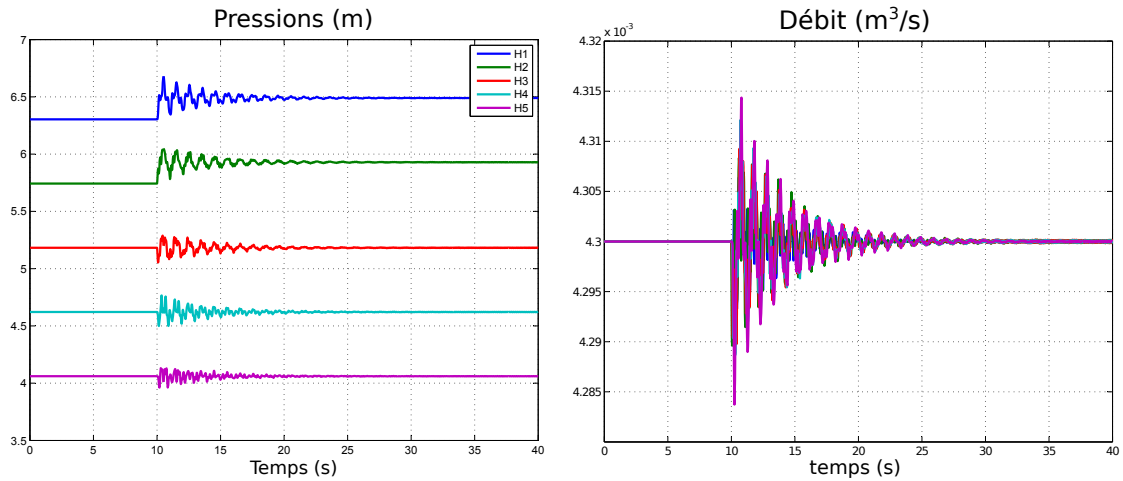 Pressions (m)
7
6.5
6
5.5
5
4.5
4
3.5
0 5 10 15 20 25 30 35 40
Temps (s)
H1
H2
H3
H4
H5
Débit (m³/s)
x 10⁻³
4.32
4.315
4.31
4.305
4.3
4.295
4.29
4.285
0 5 10 15 20 25 30 35 40
temps (s)